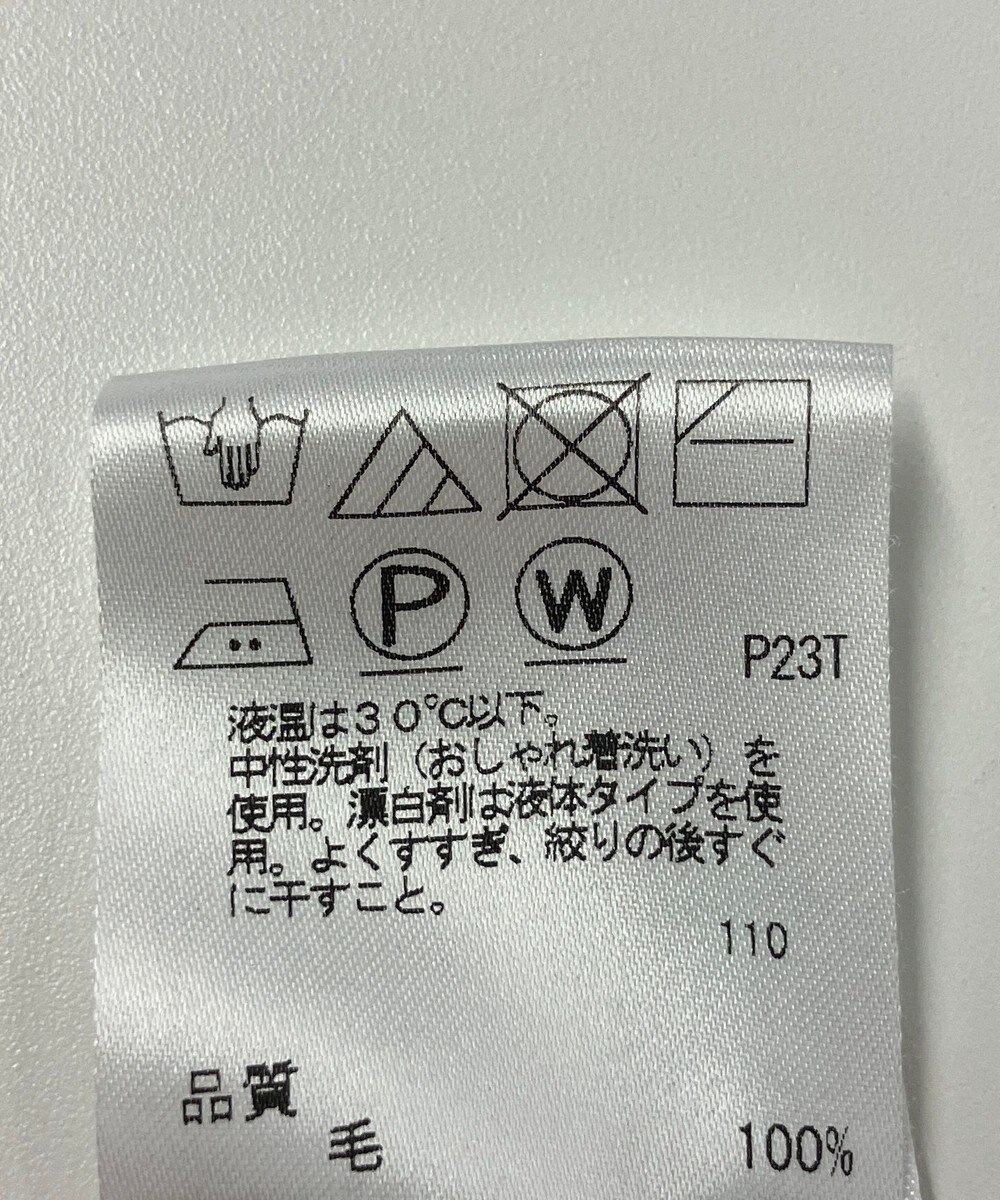 P W
P23T
液温は30℃以下。
中性洗剤（おしゃれ着洗い）を
使用。漂白剤は液体タイプを使
用。よくすすぎ、絞りの後すぐ
に干すこと。
110
品質
毛 100%